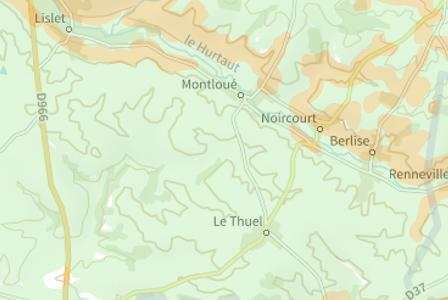 Lislet
le Hurtaut
Montloué
D966
Noircourt
Berlise
Renneville
Le Thuel
D37